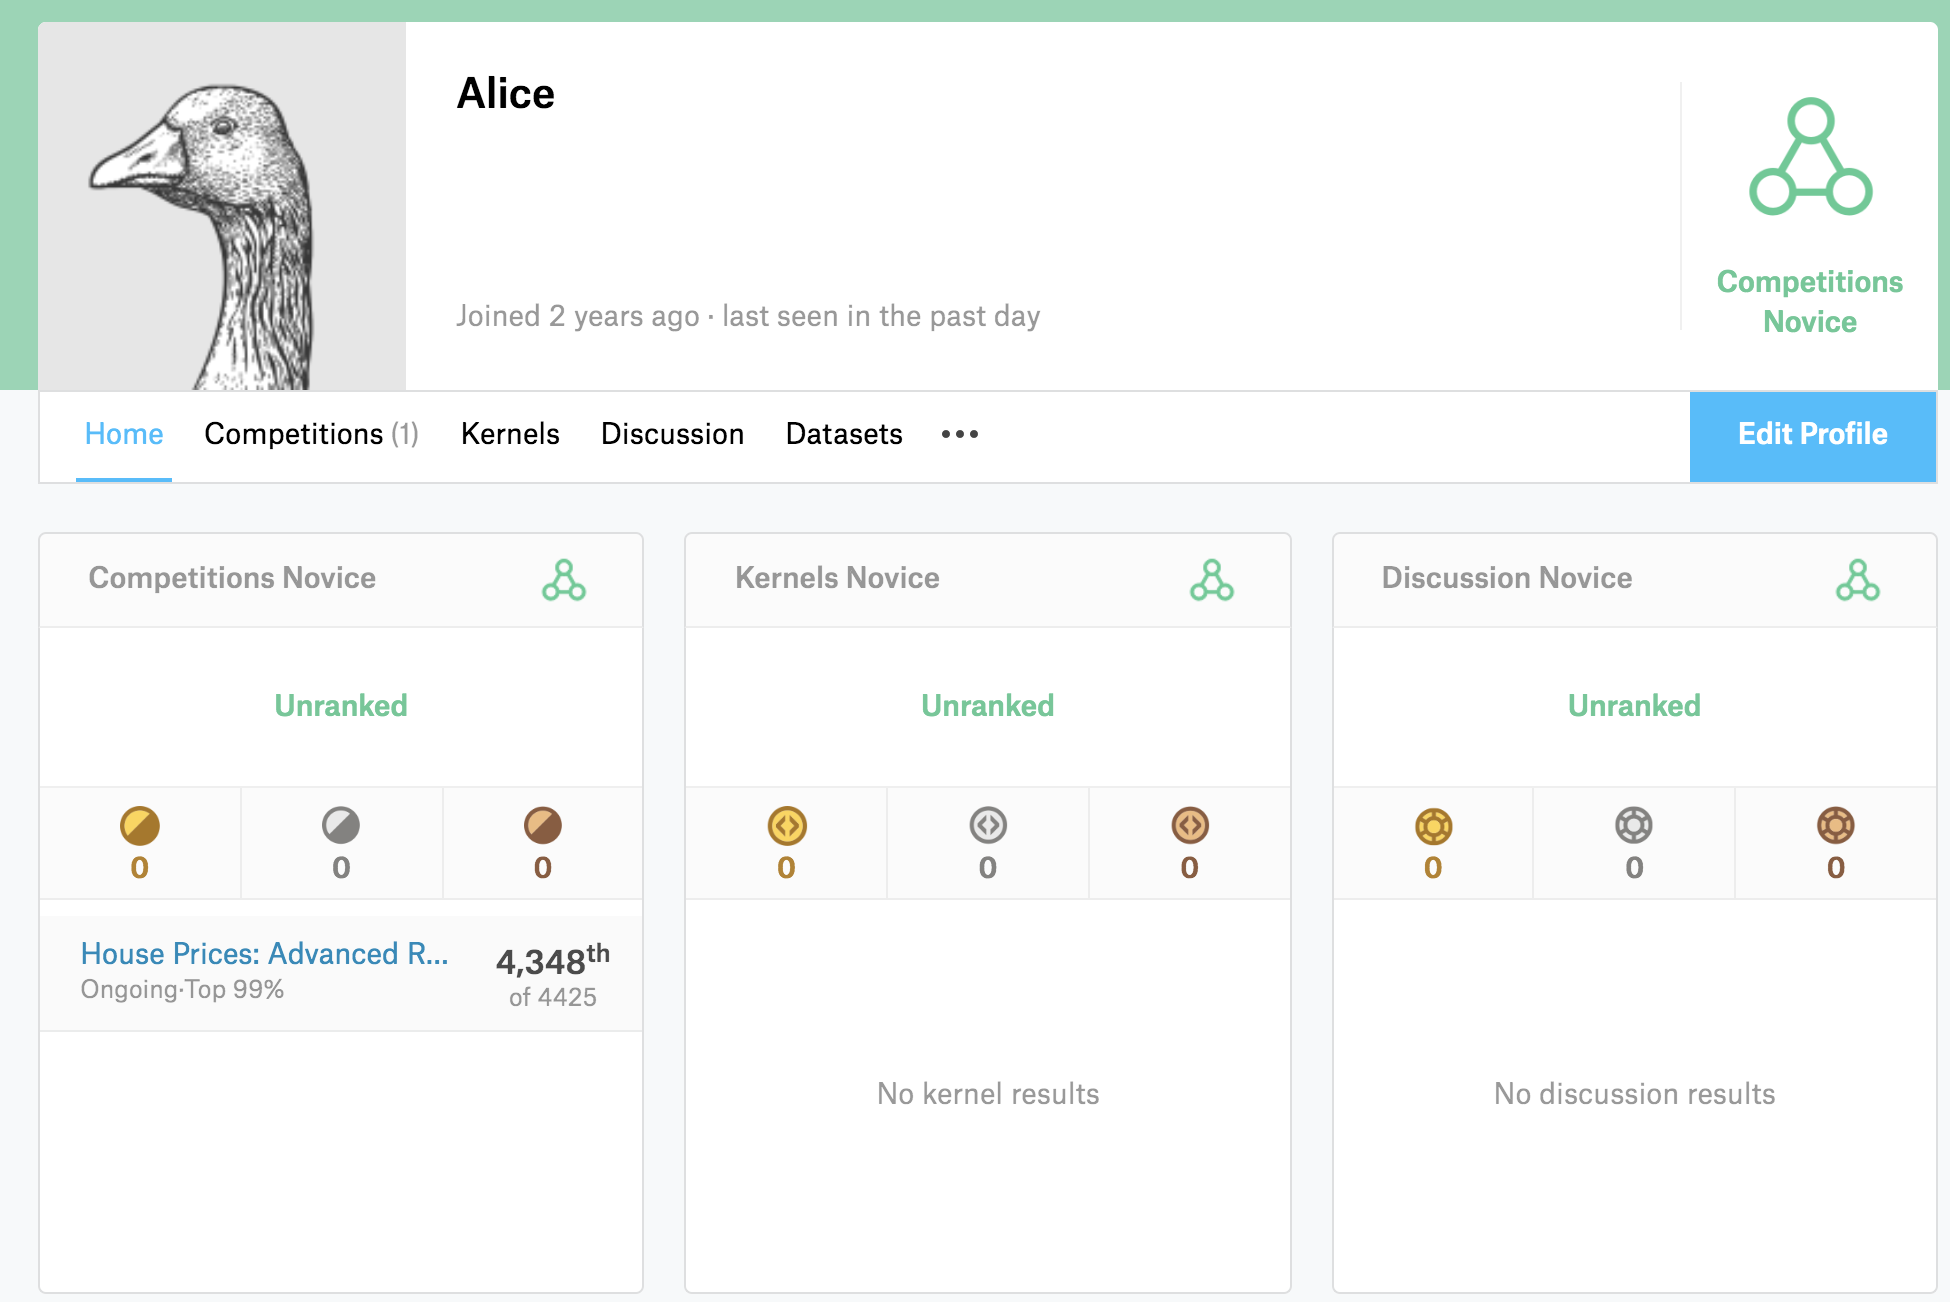 Alice
Joined 2 years ago · last seen in the past day
Competitions
Novice
Home Competitions (1) Kernels Discussion Datasets •••
Edit Profile
Competitions Novice
Unranked
0 0 0
House Prices: Advanced R...
Ongoing·Top 99%
4,348th
of 4425
Kernels Novice
Unranked
0 0 0
No kernel results
Discussion Novice
Unranked
0 0 0
No discussion results